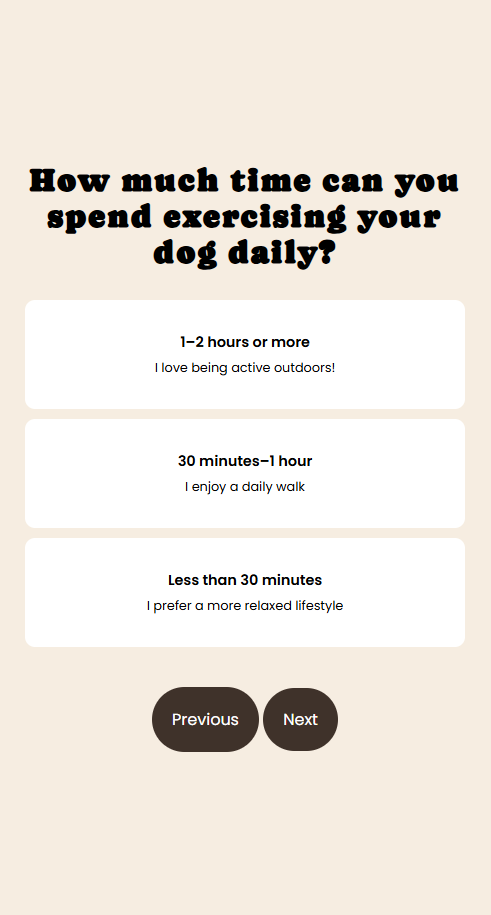 How much time can you
spend exercising your
dog daily?
1–2 hours or more
I love being active outdoors!
30 minutes–1 hour
I enjoy a daily walk
Less than 30 minutes
I prefer a more relaxed lifestyle
Previous
Next